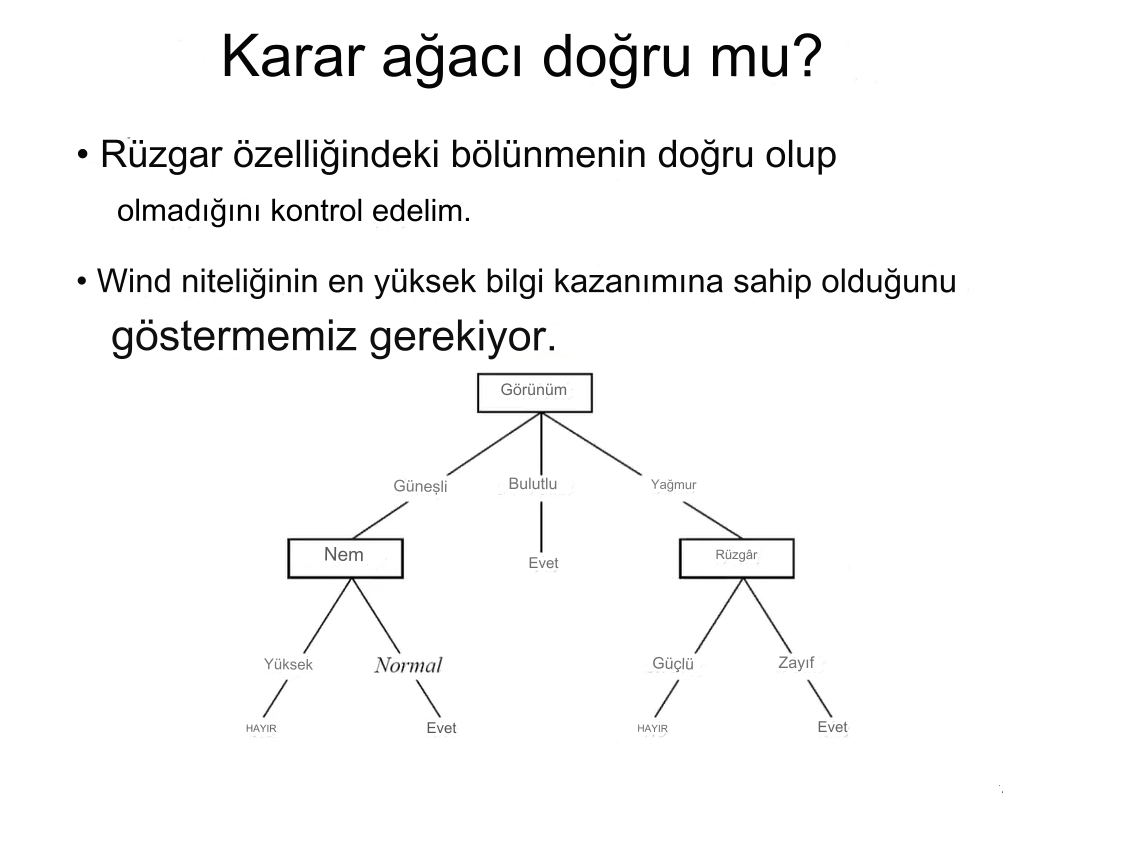 Karar ağacı doğru mu?
• Rüzgar özelliğindeki bölünmenin doğru olup
olmadığını kontrol edelim.
• Wind niteliğinin en yüksek bilgi kazanımına sahip olduğunu
göstermemiz gerekiyor.
Görünüm
Güneşli Bulutlu Yağmur
Nem Evet Rüzgâr
Yüksek Normal Güçlü Zayıf
HAYIR Evet HAYIR Evet